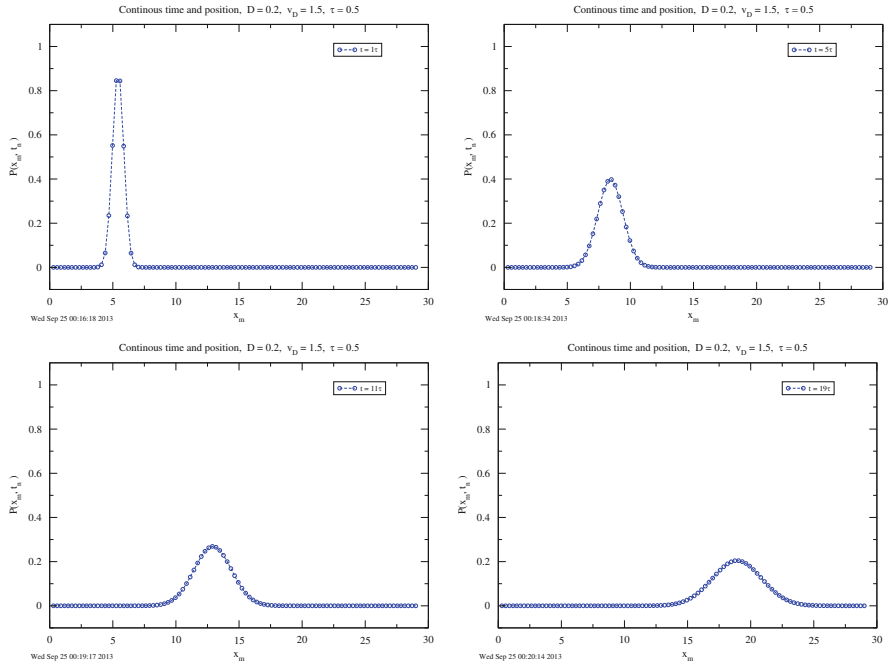 Continous time and position, D = 0.2, v_D = 1.5, τ = 0.5
1
0.8
0.6
0.4
0.2
0
P(x_m, t_n)
t = 1τ
0 5 10 15 20 25 30
x_m
Wed Sep 25 00:16:18 2013
Continous time and position, D = 0.2, v_D = 1.5, τ = 0.5
1
0.8
0.6
0.4
0.2
0
P(x_m, t_n)
t = 5τ
0 5 10 15 20 25 30
x_m
Wed Sep 25 00:18:34 2013
Continous time and position, D = 0.2, v_D = 1.5, τ = 0.5
1
0.8
0.6
0.4
0.2
0
P(x_m, t_n)
t = 11τ
0 5 10 15 20 25 30
x_m
Wed Sep 25 00:19:17 2013
Continous time and position, D = 0.2, v_D = 1.5, τ = 0.5
1
0.8
0.6
0.4
0.2
0
P(x_m, t_n)
t = 19τ
0 5 10 15 20 25 30
x_m
Wed Sep 25 00:20:14 2013